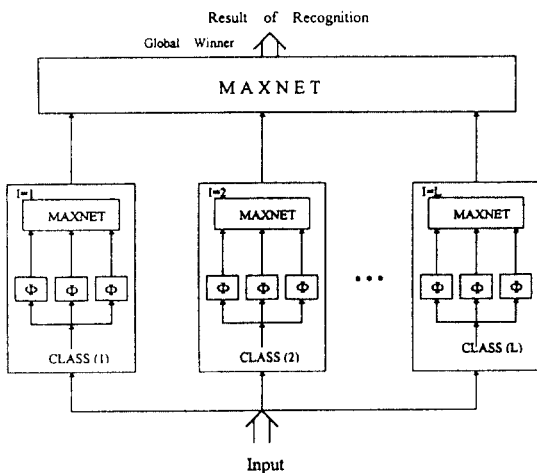 Result of Recognition
Global Winner
MAXNET
I=1
MAXNET
Φ Φ Φ
CLASS (1)
I=2
MAXNET
Φ Φ Φ
CLASS (2)
• • •
I=L
MAXNET
Φ Φ Φ
CLASS (L)
Input